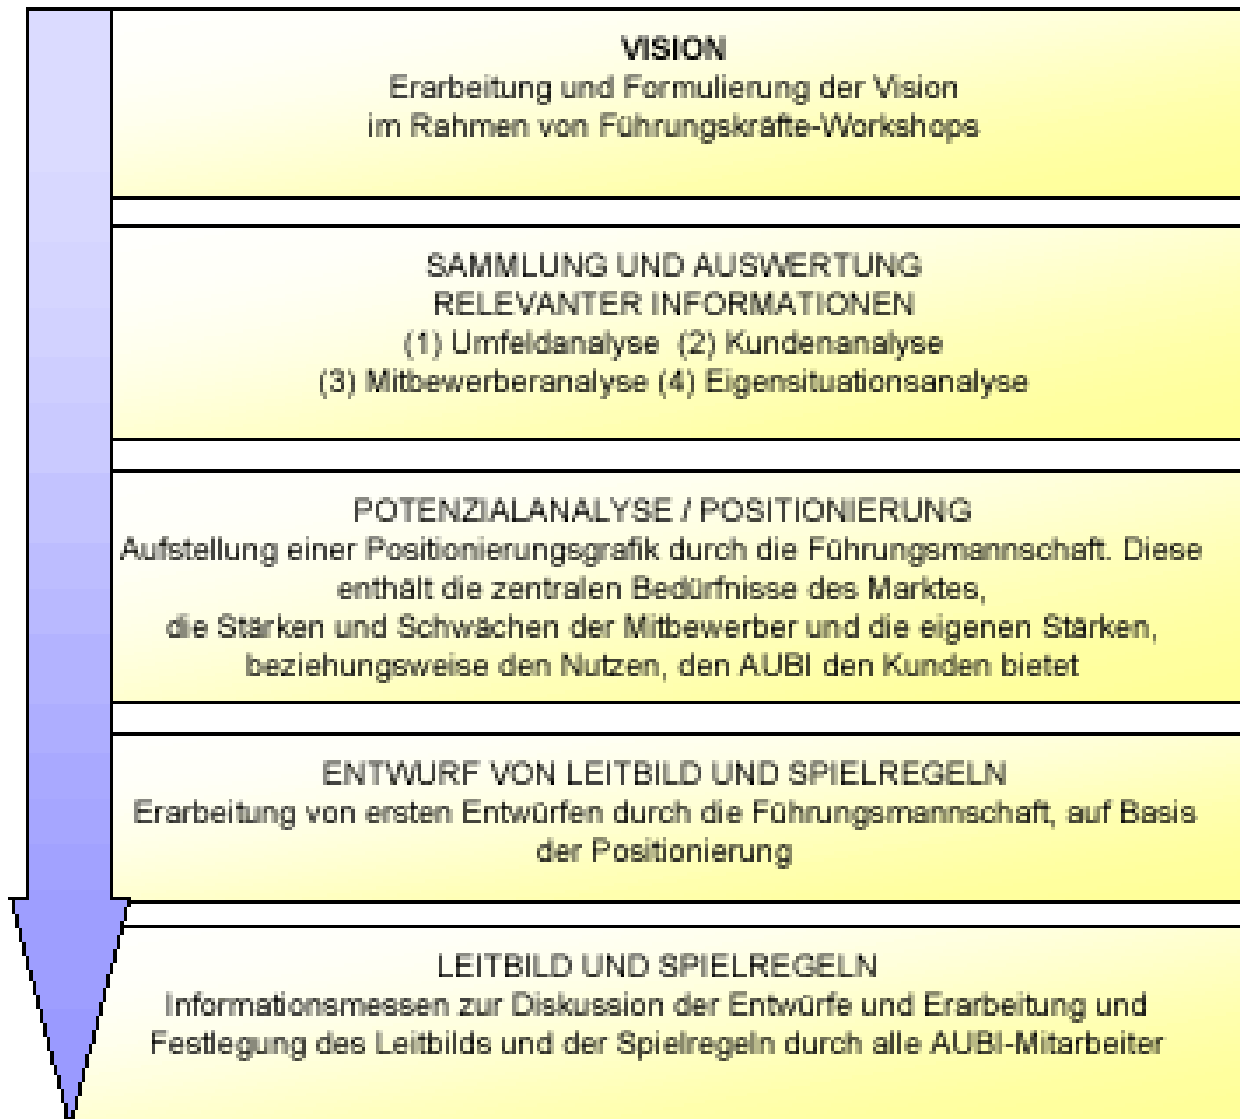 VISION
Erarbeitung und Formulierung der Vision
im Rahmen von Führungskräfte-Workshops
SAMMLUNG UND AUSWERTUNG
RELEVANTER INFORMATIONEN
(1) Umfeldanalyse (2) Kundenanalyse
(3) Mitbewerberanalyse (4) Eigensituationsanalyse
POTENZIALANALYSE / POSITIONIERUNG
Aufstellung einer Positionierungsgrafik durch die Führungsmannschaft. Diese
enthält die zentralen Bedürfnisse des Marktes,
die Stärken und Schwächen der Mitbewerber und die eigenen Stärken,
beziehungsweise den Nutzen, den AUBI den Kunden bietet
ENTWURF VON LEITBILD UND SPIELREGELN
Erarbeitung von ersten Entwürfen durch die Führungsmannschaft, auf Basis
der Positionierung
LEITBILD UND SPIELREGELN
Informationsmessen zur Diskussion der Entwürfe und Erarbeitung und
Festlegung des Leitbilds und der Spielregeln durch alle AUBI-Mitarbeiter